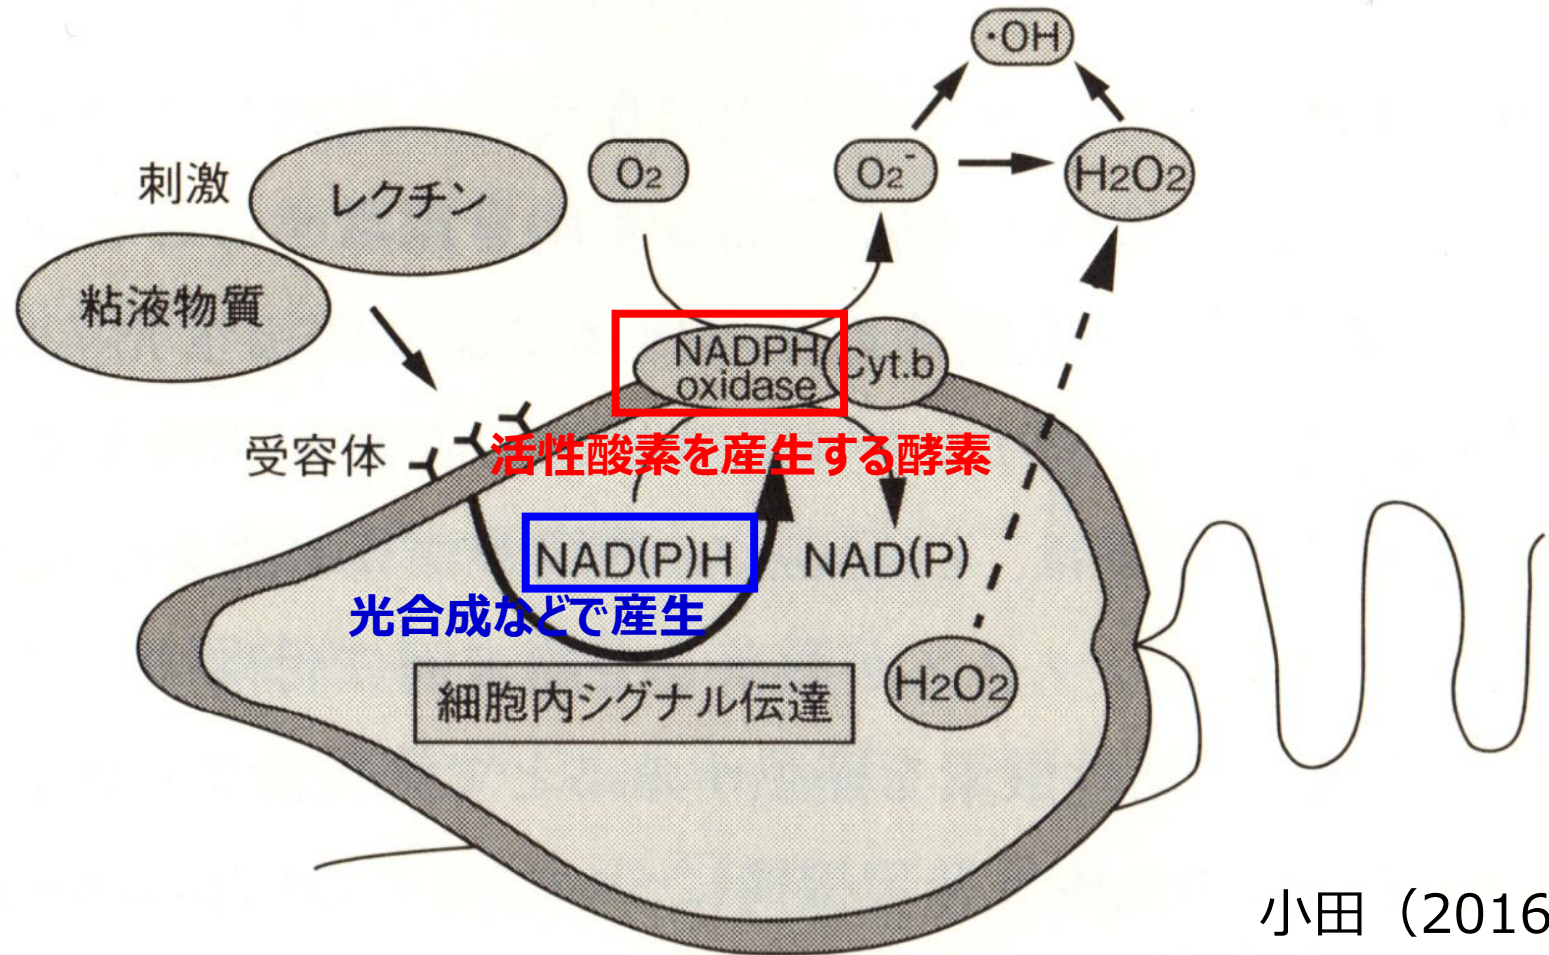 ·OH
刺激
レクチン
O2
O2-
H2O2
粘液物質
NADPH
oxidase
Cyt.b
受容体
活性酸素を産生する酵素
NAD(P)H
NAD(P)
光合成などで産生
細胞内シグナル伝達
H2O2
小田（2016